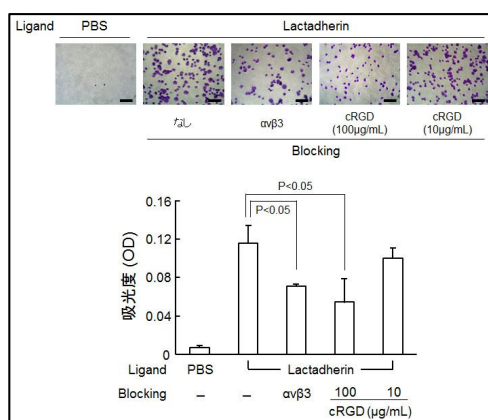 Ligand PBS Lactadherin
なし αvβ3 cRGD (100μg/mL) cRGD (10μg/mL)
Blocking
P<0.05
P<0.05
0.16
0.12
0.08
0.04
0
吸光度 (OD)
Ligand PBS Lactadherin
Blocking – – αvβ3 100 10
cRGD (μg/mL)